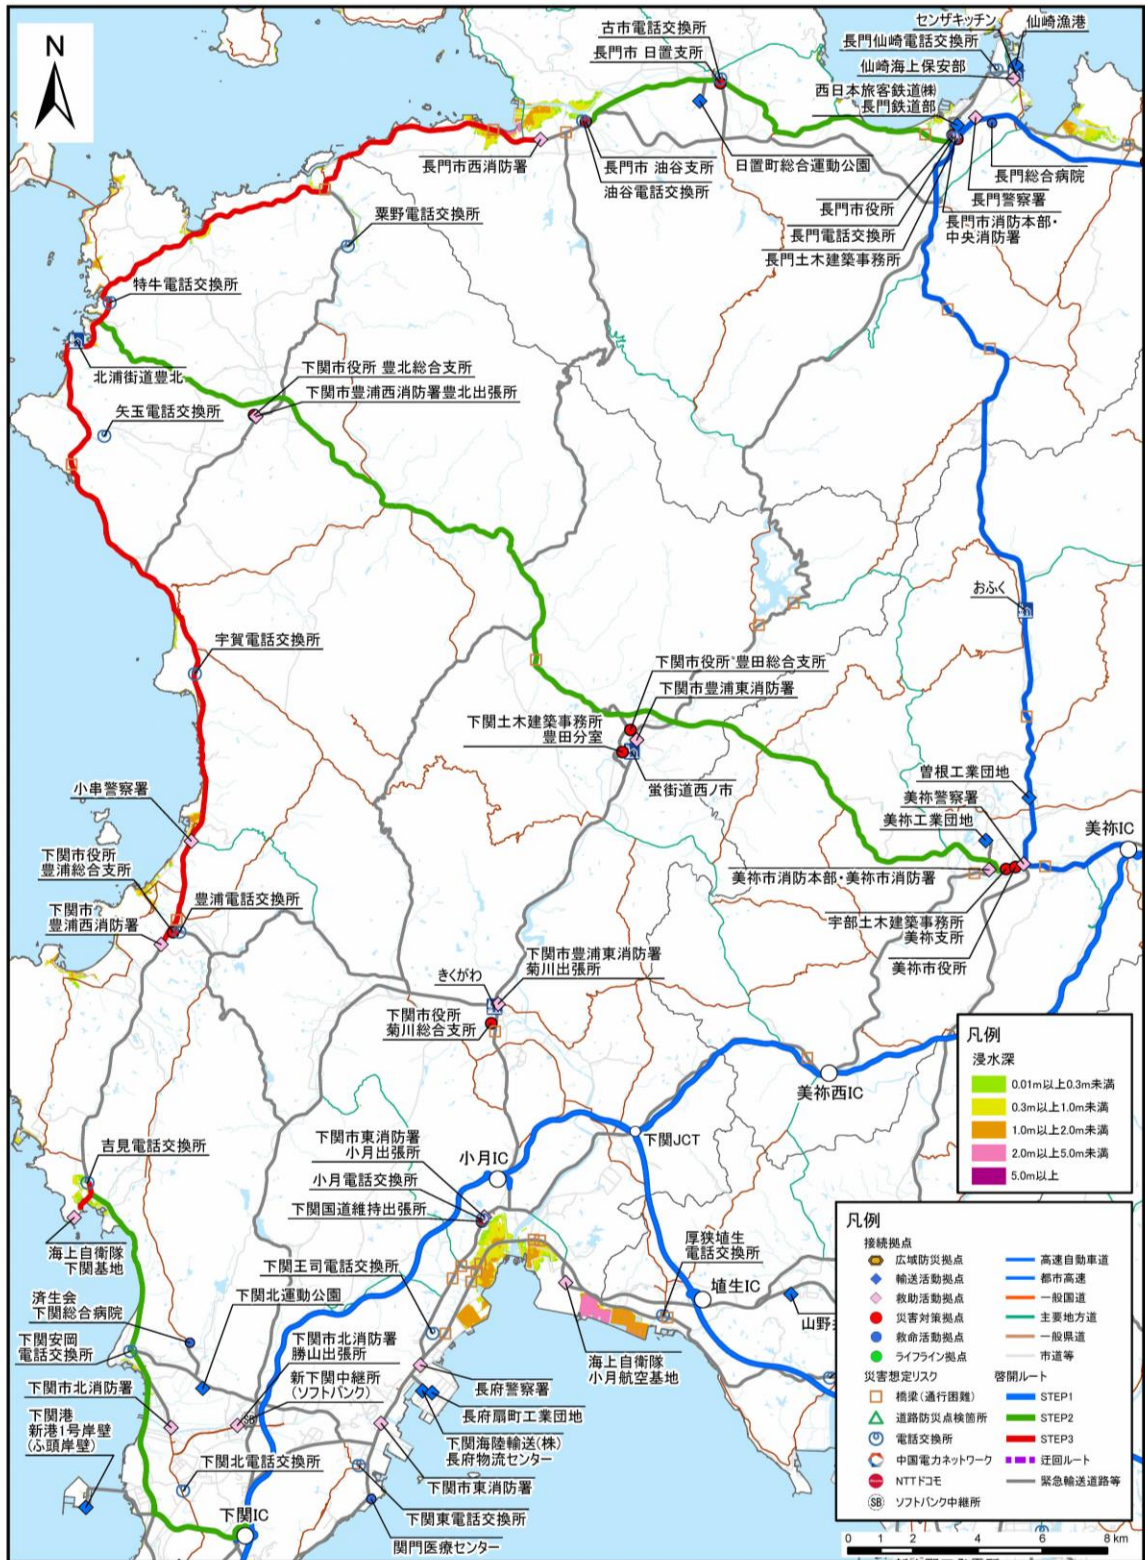 N
古市電話交換所
長門市 日置支所
センザキッチン
仙崎漁港
長門仙崎電話交換所
仙崎海上保安部
西日本旅客鉄道(株)
長門鉄道部
長門市西消防署
長門市 油谷支所
油谷電話交換所
日置町総合運動公園
長門総合病院
長門警察署
長門市役所
長門市消防本部・
中央消防署
長門電話交換所
長門土木建築事務所
粟野電話交換所
特牛電話交換所
北浦街道豊北
下関市役所 豊北総合支所
下関市豊浦西消防署豊北出張所
矢玉電話交換所
おふく
宇賀電話交換所
下関市役所 豊田総合支所
下関市豊浦東消防署
下関土木建築事務所
豊田分室
蛍街道西ノ市
曽根工業団地
美祢警察署
美祢工業団地
美祢IC
小串警察署
下関市役所
豊浦総合支所
豊浦電話交換所
下関市
豊浦西消防署
美祢市消防本部・美祢市消防署
宇部土木建築事務所
美祢支所
美祢市役所
下関市豊浦東消防署
菊川出張所
きくがわ
下関市役所
菊川総合支所
美祢西IC
下関JCT
吉見電話交換所
下関市東消防署
小月出張所
小月IC
小月電話交換所
下関国道維持出張所
海上自衛隊
下関基地
厚狭埴生
電話交換所
埴生IC
下関王司電話交換所
済生会
下関総合病院
下関北運動公園
下関安岡
電話交換所
下関市北消防署
勝山出張所
新下関中継所
(ソフトバンク)
SB
海上自衛隊
小月航空基地
長府警察署
長府扇町工業団地
下関市北消防署
下関港
新港1号岸壁
(ふ頭岸壁)
下関海陸輸送(株)
長府物流センター
下関北電話交換所
下関市東消防署
下関IC
下関東電話交換所
関門医療センター
凡例
浸水深
0.01m以上0.3m未満
0.3m以上1.0m未満
1.0m以上2.0m未満
2.0m以上5.0m未満
5.0m以上
凡例
接続拠点
広域防災拠点
輸送活動拠点
救助活動拠点
災害対策拠点
救命活動拠点
ライフライン拠点
高速自動車道
都市高速
一般国道
主要地方道
一般県道
市道等
災害想定リスク
橋梁(通行困難)
道路防災点検箇所
電話交換所
中国電力ネットワーク
NTTドコモ
SB ソフトバンク中継所
啓開ルート
STEP1
STEP2
STEP3
迂回ルート
緊急輸送道路等
0 1 2 4 6 8 km